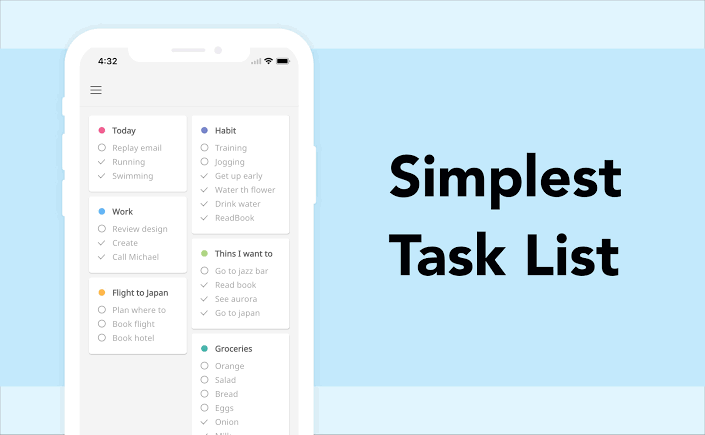 4:32
Today
Replay email
Running
Swimming
Work
Review design
Create
Call Michael
Flight to Japan
Plan where to
Book flight
Book hotel
Habit
Training
Jogging
Get up early
Water th flower
Drink water
ReadBook
Thins I want to
Go to jazz bar
Read book
See aurora
Go to japan
Groceries
Orange
Salad
Bread
Eggs
Onion
Simplest
Task List